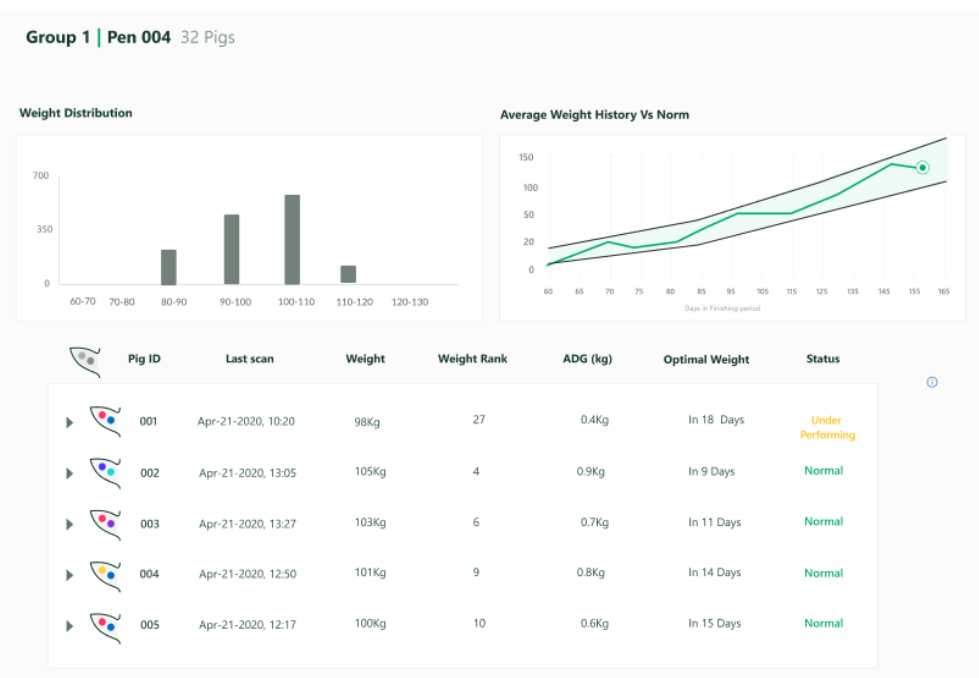 Group 1 | Pen 004 32 Pigs
Weight Distribution
700
350
0
60-70 70-80 80-90 90-100 100-110 110-120 120-130
Average Weight History Vs Norm
150
100
50
20
0
60 65 70 75 80 85 95 105 115 125 135 145 155 165
Days in Finishing period
Pig ID Last scan Weight Weight Rank ADG (kg) Optimal Weight Status
001 Apr-21-2020, 10:20 98Kg 27 0.4Kg In 18 Days Under
Performing
002 Apr-21-2020, 13:05 105Kg 4 0.9Kg In 9 Days Normal
003 Apr-21-2020, 13:27 103Kg 6 0.7Kg In 11 Days Normal
004 Apr-21-2020, 12:50 101Kg 9 0.8Kg In 14 Days Normal
005 Apr-21-2020, 12:17 100Kg 10 0.6Kg In 15 Days Normal